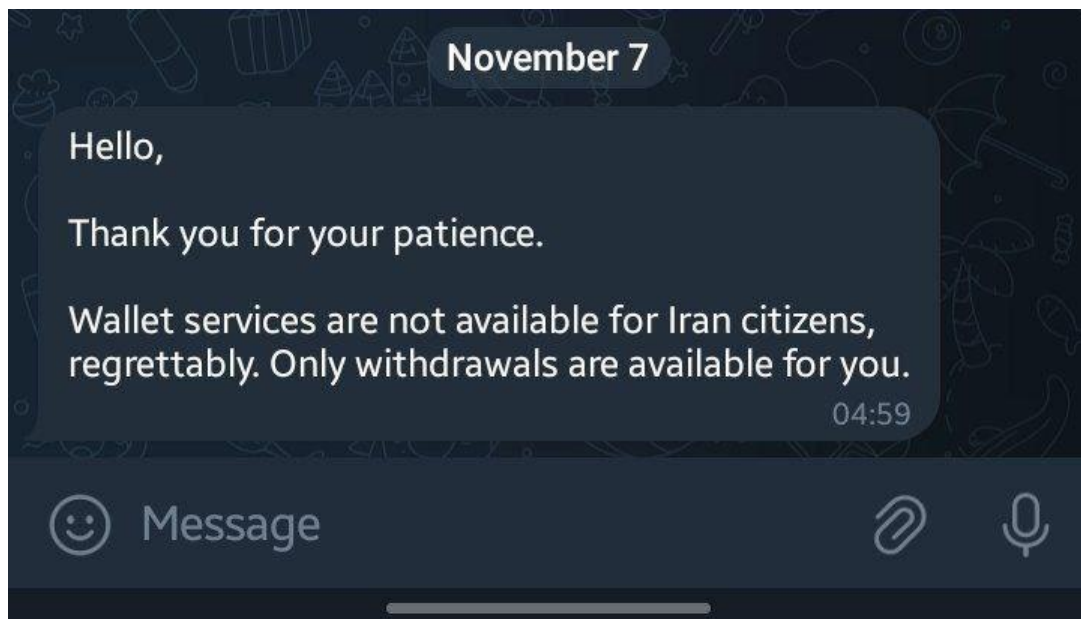 November 7
Hello,
Thank you for your patience.
Wallet services are not available for Iran citizens,
regrettably. Only withdrawals are available for you.
04:59
Message